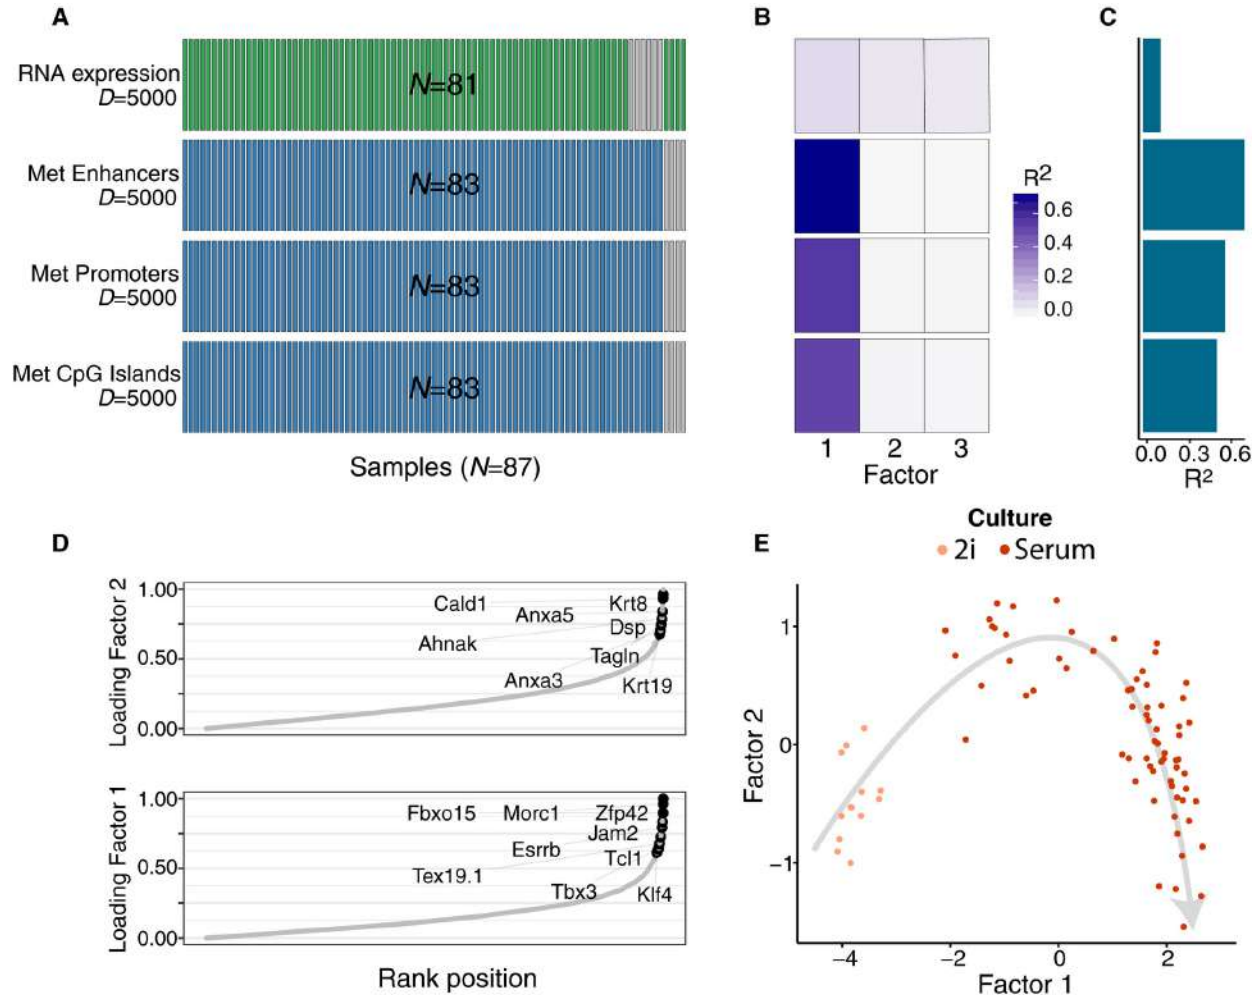 A
RNA expression
D=5000
N=81
Met Enhancers
D=5000
N=83
Met Promoters
D=5000
N=83
Met CpG Islands
D=5000
N=83
Samples (N=87)
B
1 2 3
Factor
R2
0.6
0.4
0.2
0.0
C
0.0 0.3 0.6
R2
D
Loading Factor 2
1.00
0.50
0.00
Cald1
Krt8
Anxa5
Dsp
Ahnak
Tagln
Anxa3
Krt19
Loading Factor 1
1.00
0.50
0.00
Fbxo15
Morc1
Zfp42
Jam2
Esrrb
Tcl1
Tex19.1
Tbx3
Klf4
Rank position
E
Culture
2i Serum
Factor 2
1
0
−1
−4 −2 0 2
Factor 1